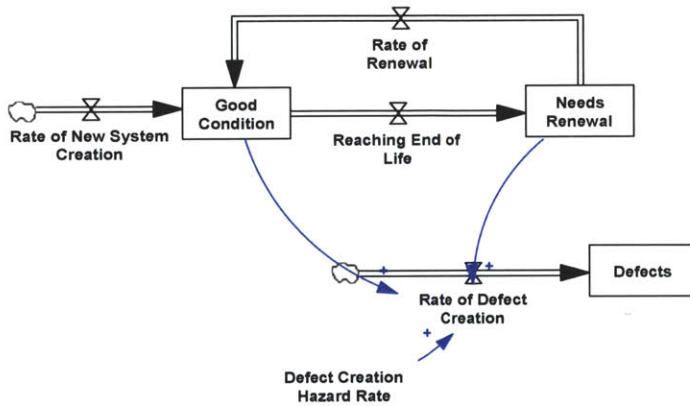 Rate of
Renewal
Good
Condition
Needs
Renewal
Rate of New System
Creation
Reaching End of
Life
+
+
Defects
Rate of Defect
Creation
+
Defect Creation
Hazard Rate